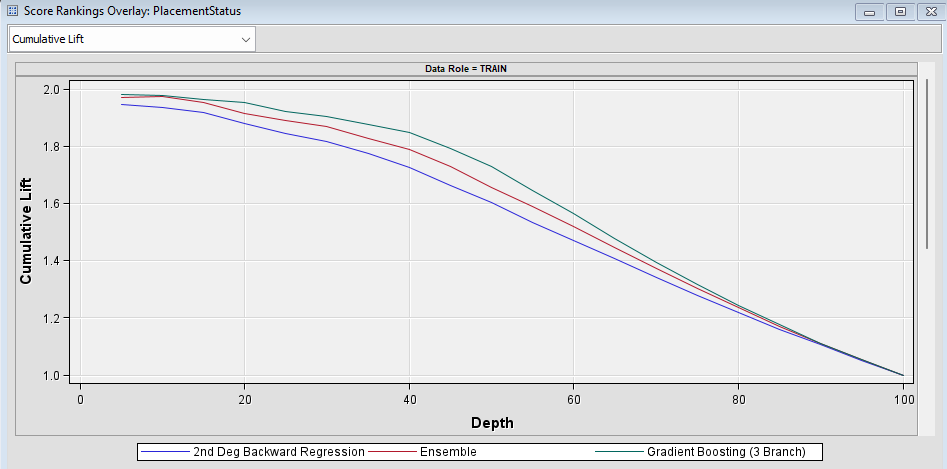 Score Rankings Overlay: PlacementStatus
Cumulative Lift
Data Role = TRAIN
Cumulative Lift
2.0
1.8
1.6
1.4
1.2
1.0
0 20 40 60 80 100
Depth
2nd Deg Backward Regression Ensemble Gradient Boosting (3 Branch)